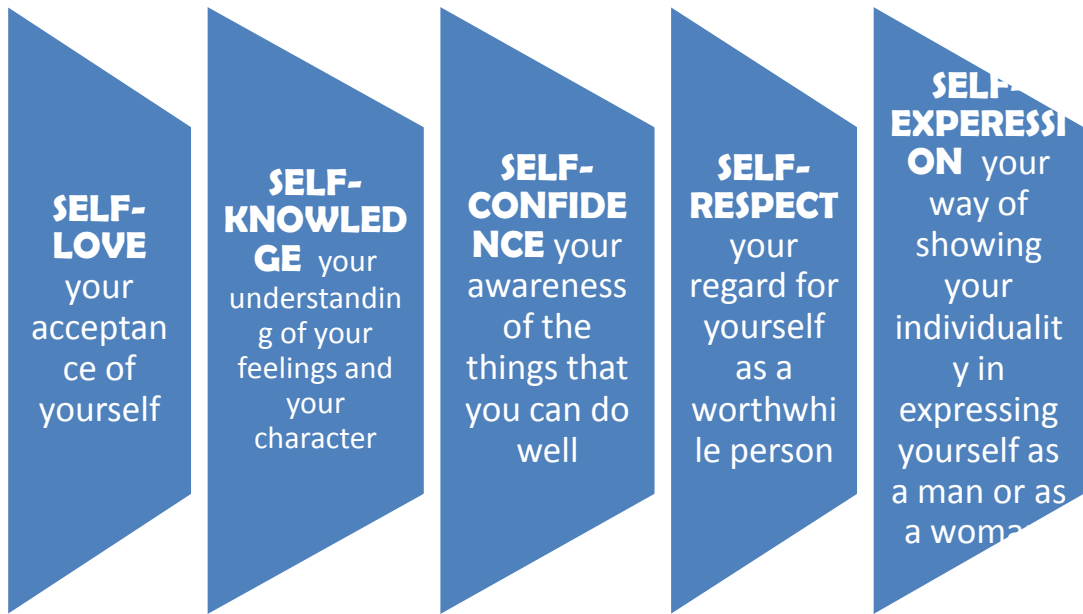 SELF-
LOVE
your
acceptan
ce of
yourself
SELF-
KNOWLED
GE your
understandin
g of your
feelings and
your
character
SELF-
CONFIDE
NCE your
awareness
of the
things that
you can do
well
SELF-
RESPECT
your
regard for
yourself
as a
worthwhi
le person
SELF-
EXPERESSI
ON your
way of
showing
your
individualit
y in
expressing
yourself as
a man or as
a woman